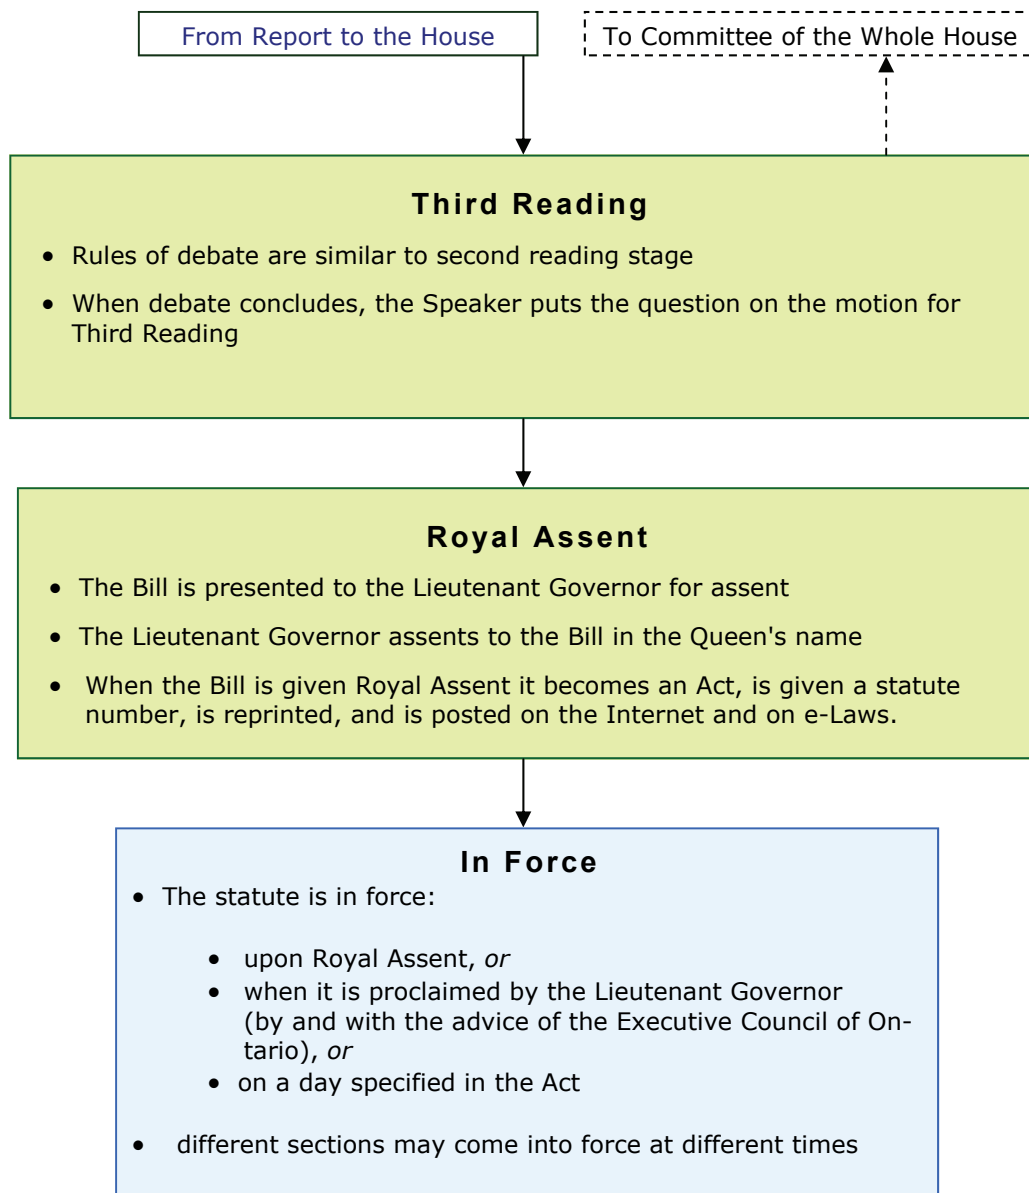 From Report to the House
To Committee of the Whole House
Third Reading
• Rules of debate are similar to second reading stage
• When debate concludes, the Speaker puts the question on the motion for
Third Reading
Royal Assent
• The Bill is presented to the Lieutenant Governor for assent
• The Lieutenant Governor assents to the Bill in the Queen's name
• When the Bill is given Royal Assent it becomes an Act, is given a statute
number, is reprinted, and is posted on the Internet and on e-Laws.
In Force
• The statute is in force:
• upon Royal Assent, or
• when it is proclaimed by the Lieutenant Governor
(by and with the advice of the Executive Council of On-
tario), or
• on a day specified in the Act
• different sections may come into force at different times